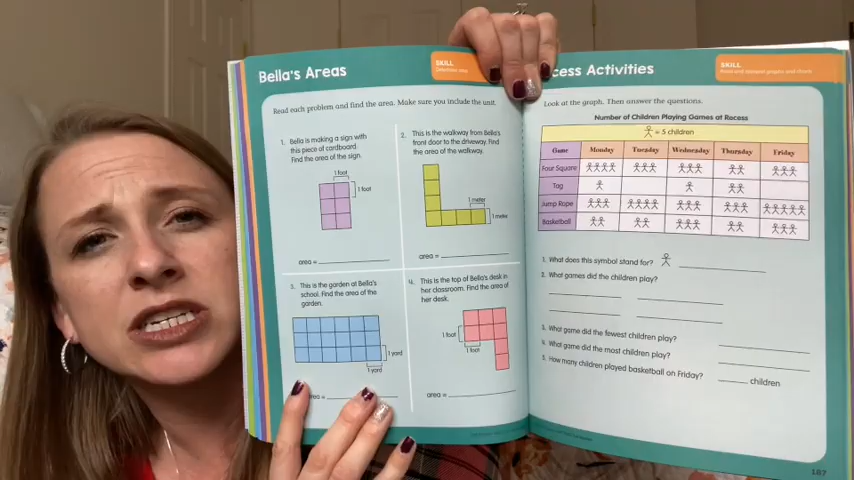 Bella's Areas
SKILL
Read each problem and find the area. Make sure you include the unit.
1. Bella is making a sign with
this piece of cardboard.
Find the area of the sign.
1 foot
1 foot
area =
2. This is the walkway from Bella's
front door to the driveway. Find
the area of the walkway.
1 meter
1 mete
area =
3. This is the garden at Bella's
school. Find the area of the
garden.
1 yard
1 yard
area =
4. This is the top of Bella's desk in
her classroom. Find the area of
her desk.
1 foot
1 foot
area =
cess Activities
SKILL
Read and interpret graphs and charts
Look at the graph. Then answer the questions.
Number of Children Playing Games at Recess
= 5 children
Game Monday Tuesday Wednesday Thursday Friday
Four Square
Tag
Jump Rope
Basketball
1. What does this symbol stand for?
2. What games did the children play?
3. What game did the fewest children play?
4. What game did the most children play?
5. How many children played basketball on Friday?
children
107